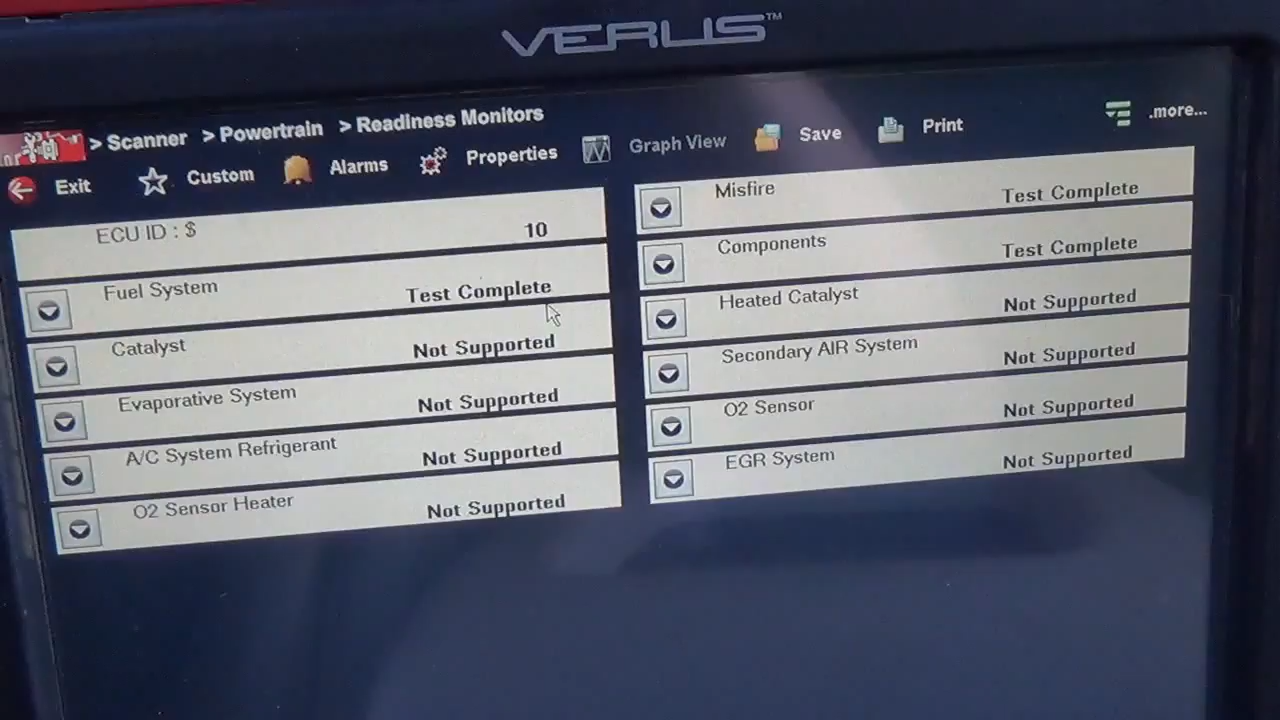 VERUS™
> Scanner > Powertrain > Readiness Monitors
Exit Custom Alarms Properties Graph View Save Print .more...
ECU ID : $ 10
Fuel System Test Complete
Catalyst Not Supported
Evaporative System Not Supported
A/C System Refrigerant Not Supported
O2 Sensor Heater Not Supported
Misfire Test Complete
Components Test Complete
Heated Catalyst Not Supported
Secondary AIR System Not Supported
O2 Sensor Not Supported
EGR System Not Supported